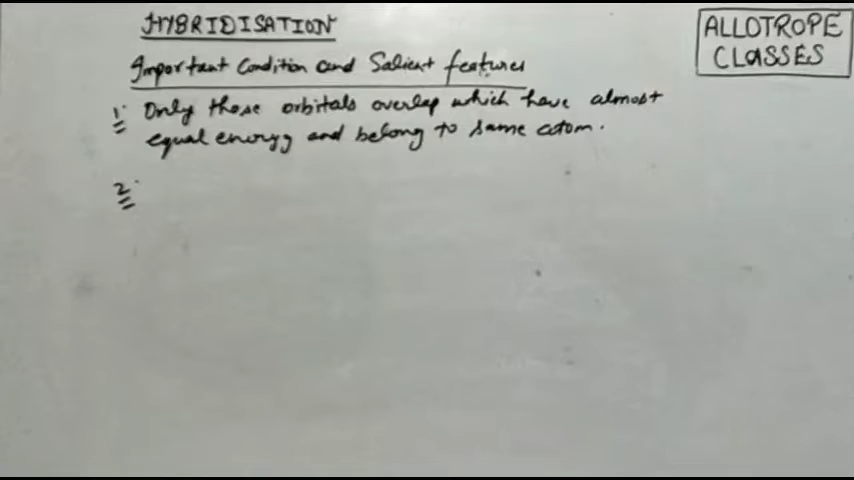 HYBRIDISATION
ALLOTROPE
CLASSES
Important Condition and Salient features
1. Only those orbitals overlap which have almost
equal energy and belong to same atom.
2.